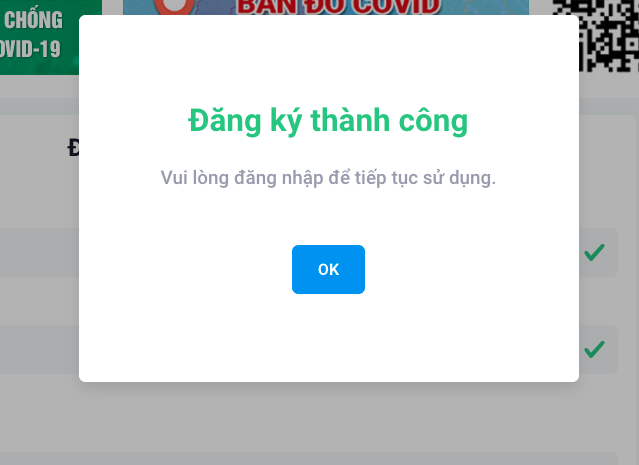 CHỐNG
BẢN ĐỒ COVID
OVID-19
Đăng ký thành công
Vui lòng đăng nhập để tiếp tục sử dụng.
OK